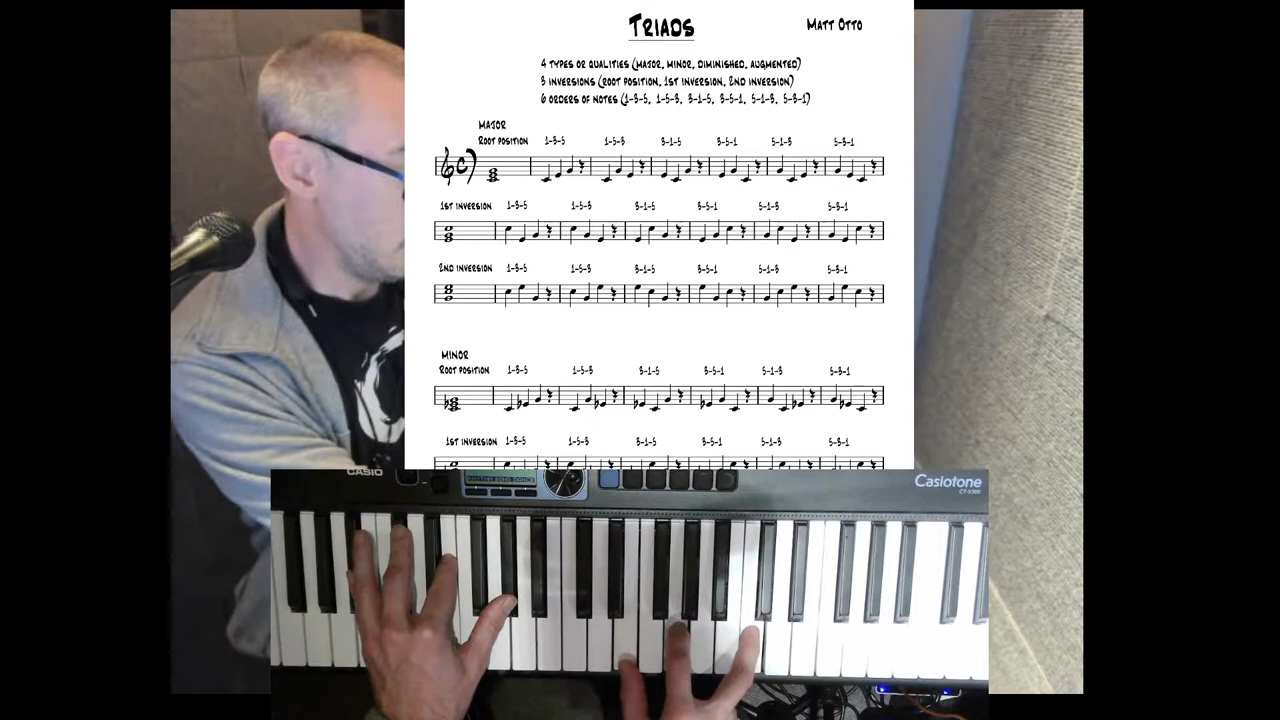 TRIADS
MATT OTTO
4 TYPES OR QUALITIES (MAJOR, MINOR, DIMINISHED, AUGMENTED)
3 INVERSIONS (ROOT POSITION, 1ST INVERSION, 2ND INVERSION)
6 ORDERS OF NOTES (1-3-5, 1-5-3, 3-1-5, 3-5-1, 5-1-3, 5-3-1)
MAJOR
ROOT POSITION 1-3-5 1-5-3 3-1-5 3-5-1 5-1-3 5-3-1
1ST INVERSION 1-3-5 1-5-3 3-1-5 3-5-1 5-1-3 5-3-1
2ND INVERSION 1-3-5 1-5-3 3-1-5 3-5-1 5-1-3 5-3-1
MINOR
ROOT POSITION 1-3-5 1-5-3 3-1-5 3-5-1 5-1-3 5-3-1
1ST INVERSION 1-3-5 1-5-3 3-1-5 3-5-1 5-1-3 5-3-1
CASIO
Casiotone
CT-S300